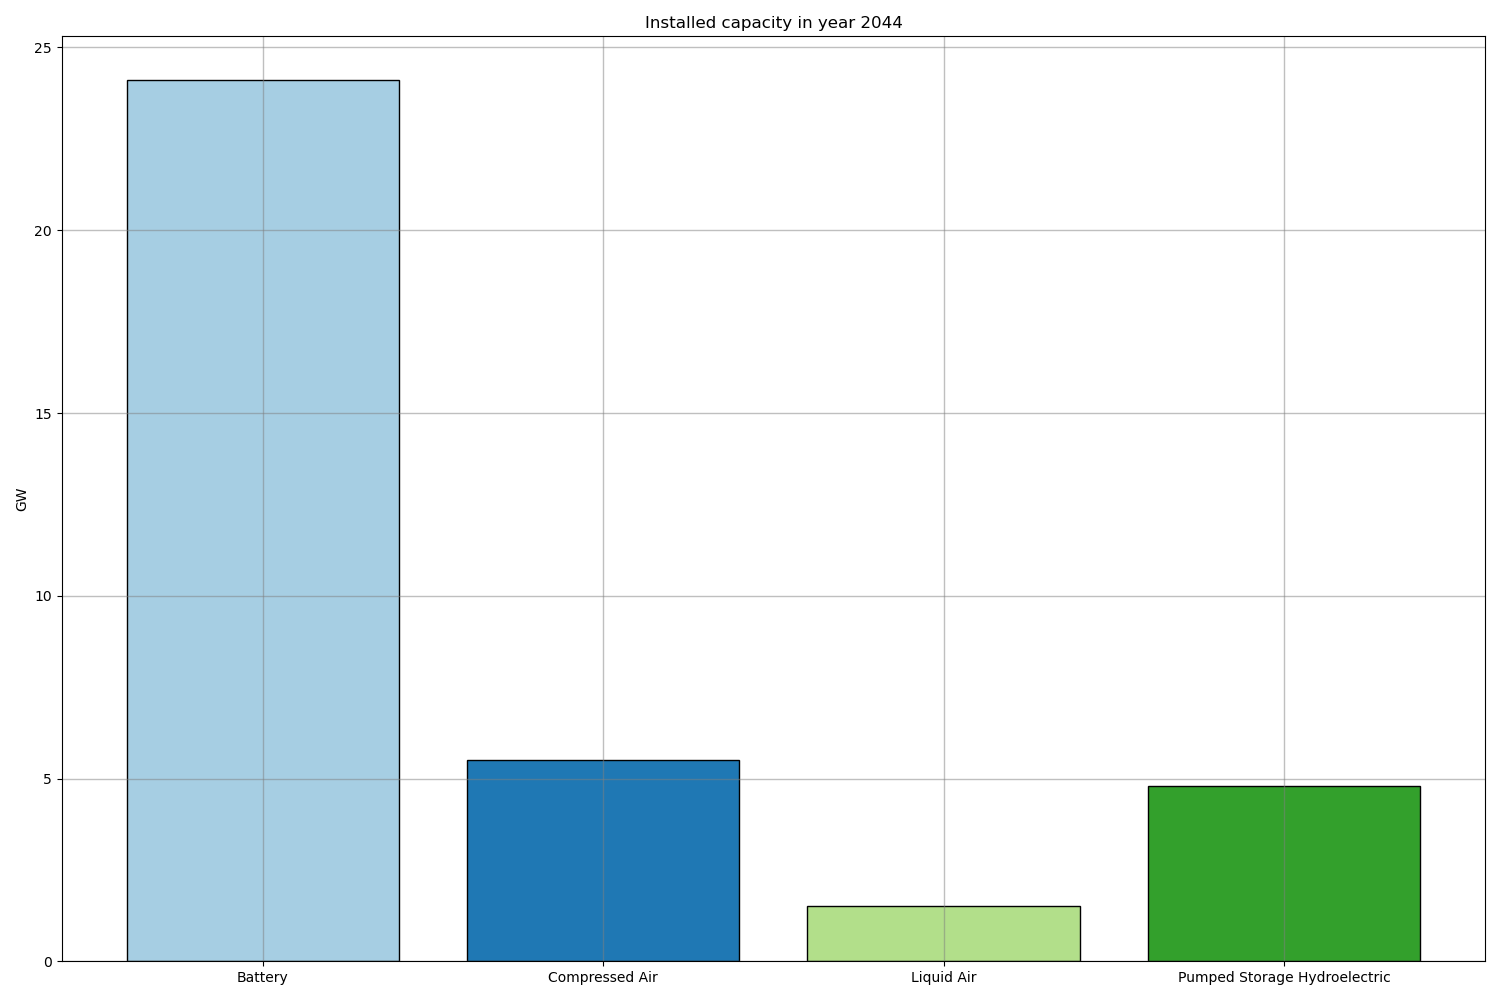 Installed capacity in year 2044
25
20
15
10
5
0
GW
Battery
Compressed Air
Liquid Air
Pumped Storage Hydroelectric